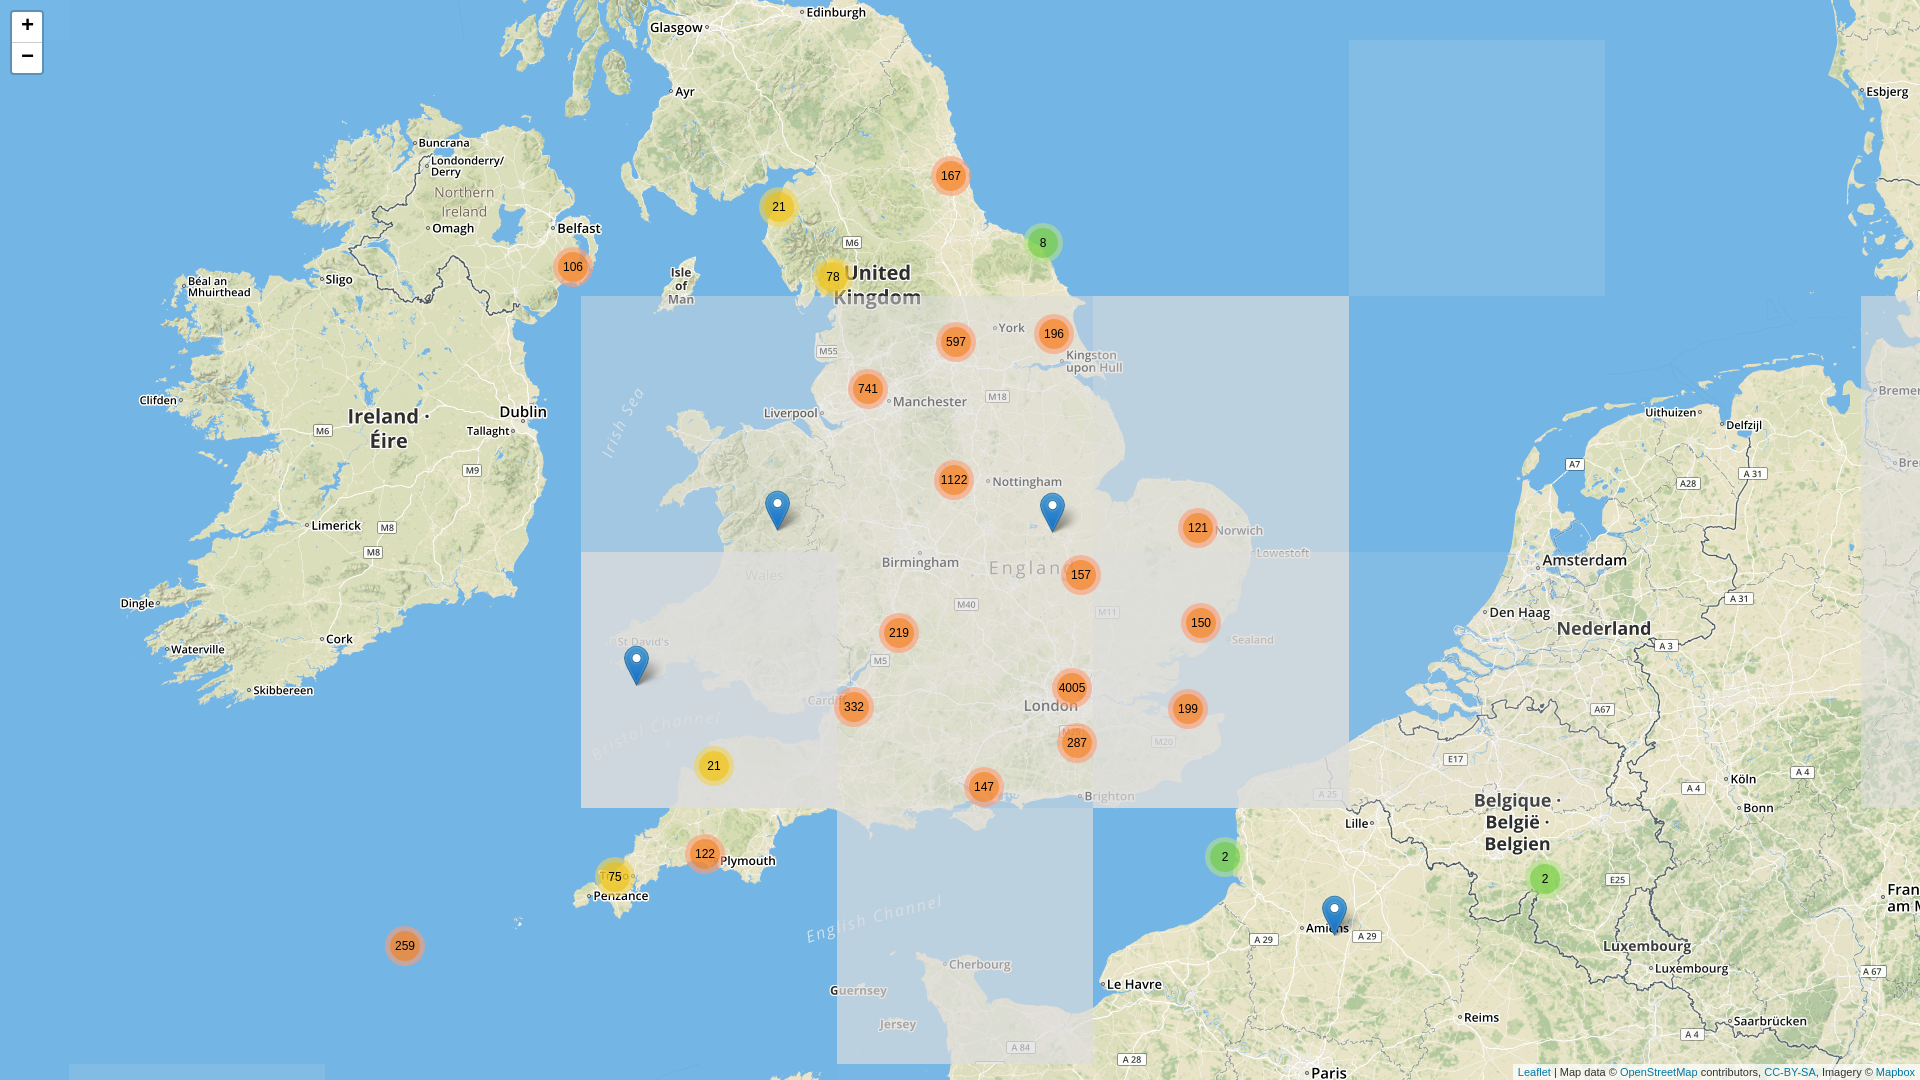 +
−
Edinburgh
Glasgow
Ayr
Esbjerg
Buncrana
Londonderry/
Derry
Northern
Ireland
Omagh
Belfast
167
21
8
M6
106
78
United
Kingdom
Isle
of
Man
Béal an
Mhuirthead
Sligo
York
196
597
M55
Kingston
upon Hull
741
Manchester
M18
Liverpool
Irish Sea
Clifden
Ireland ·
Éire
Dublin
Tallaght
M6
M9
Uithuizen
Delfzijl
A7
A 31
A28
1122
Nottingham
Limerick
M8
M8
121
Norwich
Lowestoft
Birmingham
Wales
Englan
157
Amsterdam
M40
M11
A 31
Dingle
Den Haag
Nederland
Cork
Waterville
St David's
219
150
Sealand
A 3
M5
Skibbereen
4005
London
332
199
A67
Bristol Channel
287
M20
E17
21
Köln
A 4
A 4
Bonn
147
Brighton
A 25
Belgique ·
België ·
Belgien
Lille
122
Plymouth
75
Penzance
2
2
E25
English Channel
259
Amiens
A 29
A 29
Luxembourg
Luxembourg
A 67
Cherbourg
Le Havre
Guernsey
Jersey
Reims
Saarbrücken
A 4
A 84
A 28
Paris
Leaflet | Map data © OpenStreetMap contributors, CC-BY-SA, Imagery © Mapbox